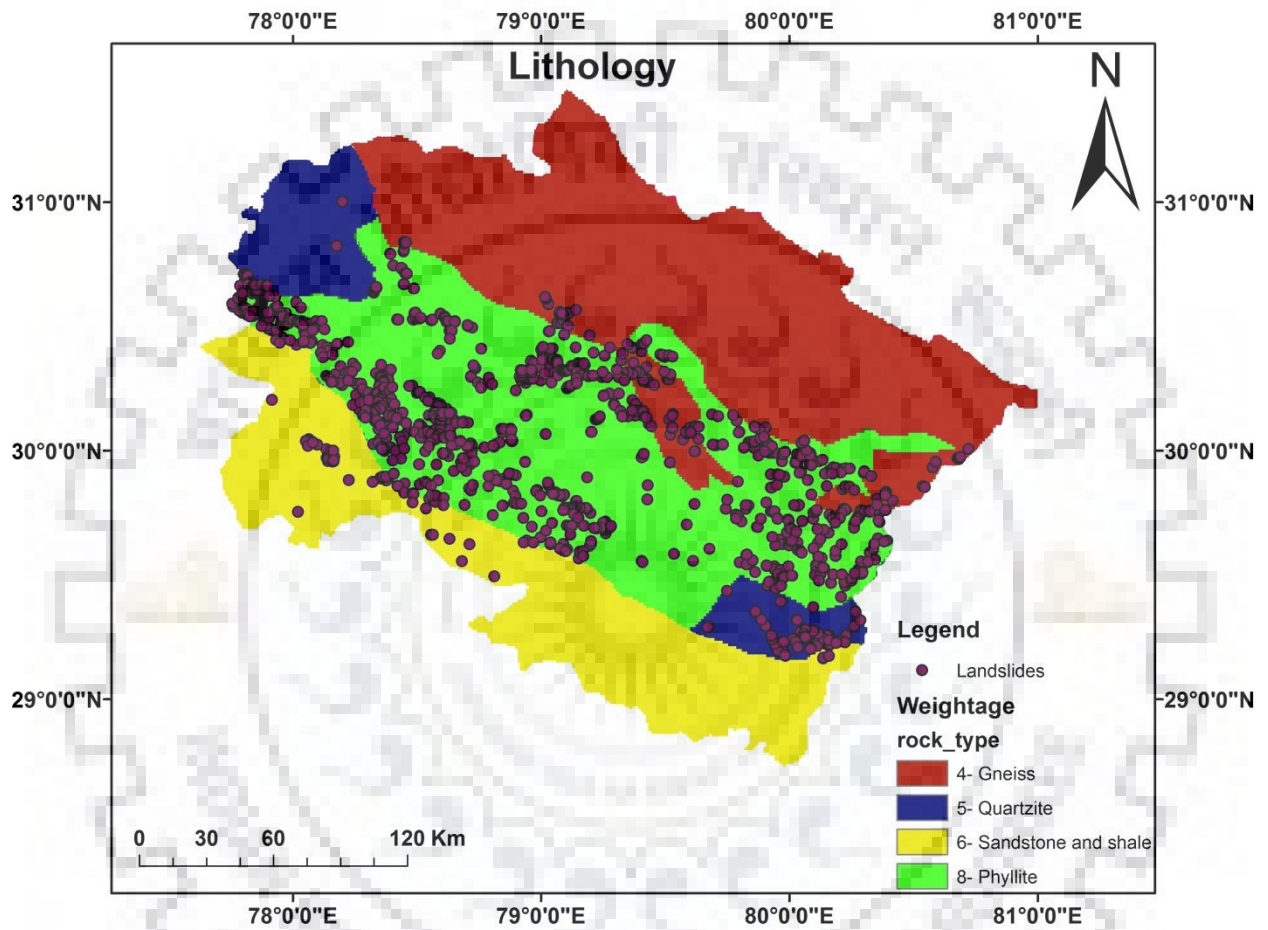 78°0'0"E 79°0'0"E 80°0'0"E 81°0'0"E
Lithology
N
31°0'0"N 31°0'0"N
30°0'0"N 30°0'0"N
29°0'0"N 29°0'0"N
Legend
Landslides
Weightage
rock_type
4- Gneiss
5- Quartzite
6- Sandstone and shale
8- Phyllite
0 30 60 120 Km
78°0'0"E 79°0'0"E 80°0'0"E 81°0'0"E